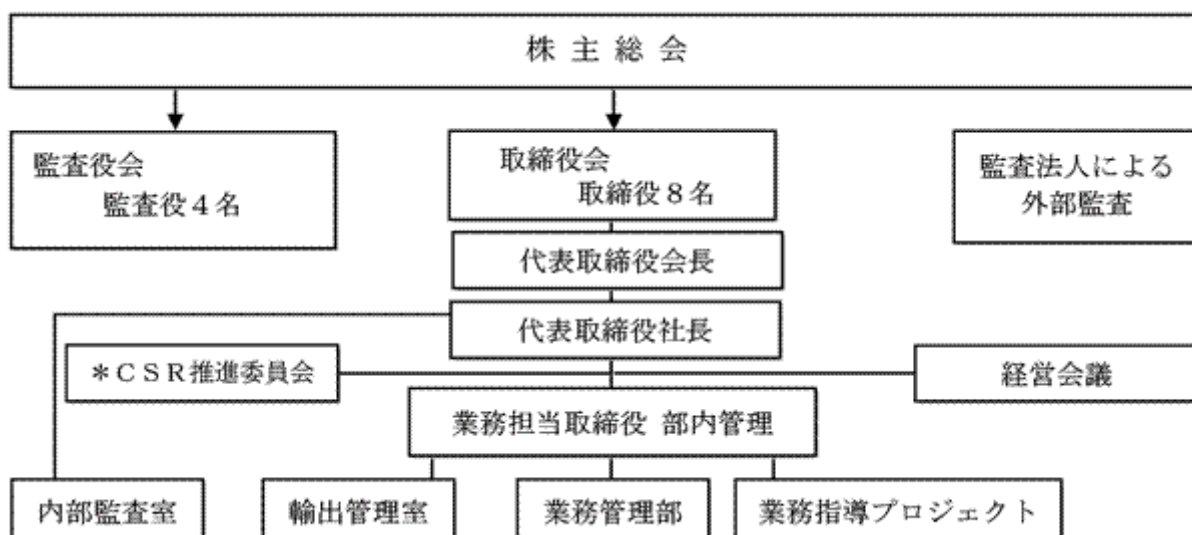 株主総会
監査役会
監査役4名
取締役会
取締役8名
監査法人による
外部監査
代表取締役会長
代表取締役社長
*CSR推進委員会
経営会議
業務担当取締役 部内管理
内部監査室
輸出管理室
業務管理部
業務指導プロジェクト